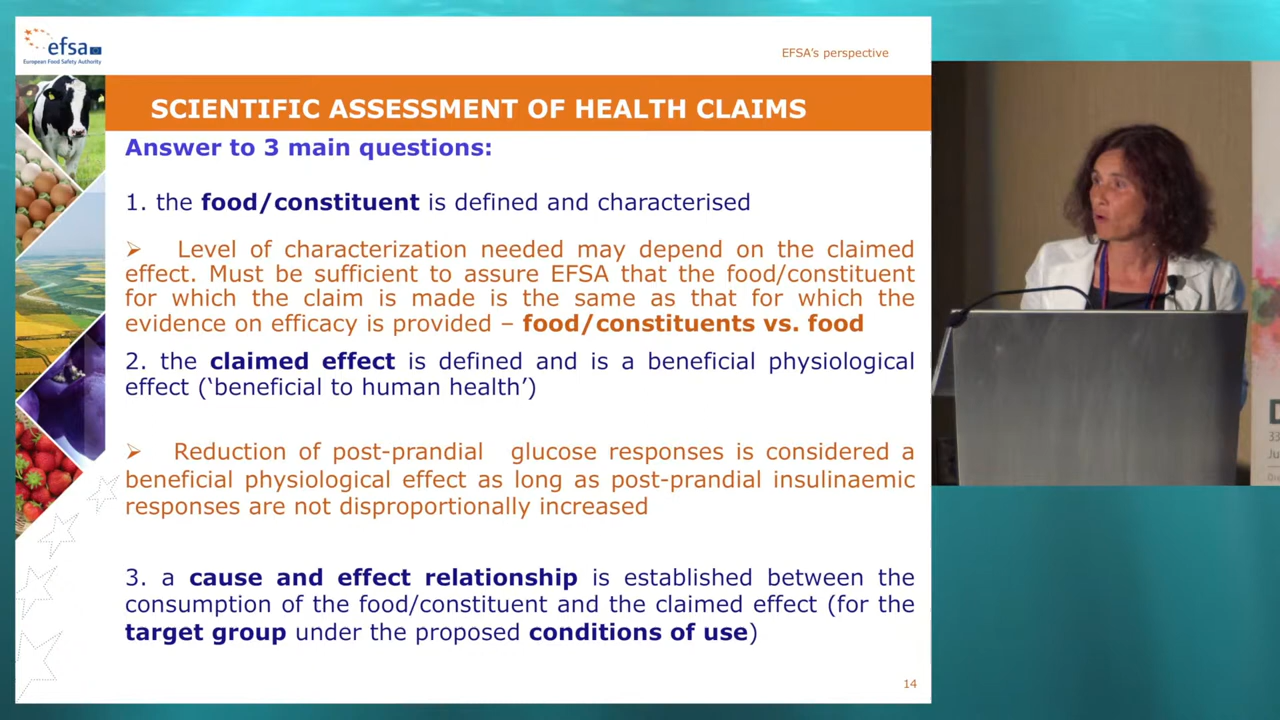 efsa
European Food Safety Authority
EFSA's perspective
SCIENTIFIC ASSESSMENT OF HEALTH CLAIMS
Answer to 3 main questions:
1. the food/constituent is defined and characterised
➢ Level of characterization needed may depend on the claimed
effect. Must be sufficient to assure EFSA that the food/constituent
for which the claim is made is the same as that for which the
evidence on efficacy is provided – food/constituents vs. food
2. the claimed effect is defined and is a beneficial physiological
effect (‘beneficial to human health’)
➢ Reduction of post-prandial glucose responses is considered a
beneficial physiological effect as long as post-prandial insulinaemic
responses are not disproportionally increased
3. a cause and effect relationship is established between the
consumption of the food/constituent and the claimed effect (for the
target group under the proposed conditions of use)
14
D
33